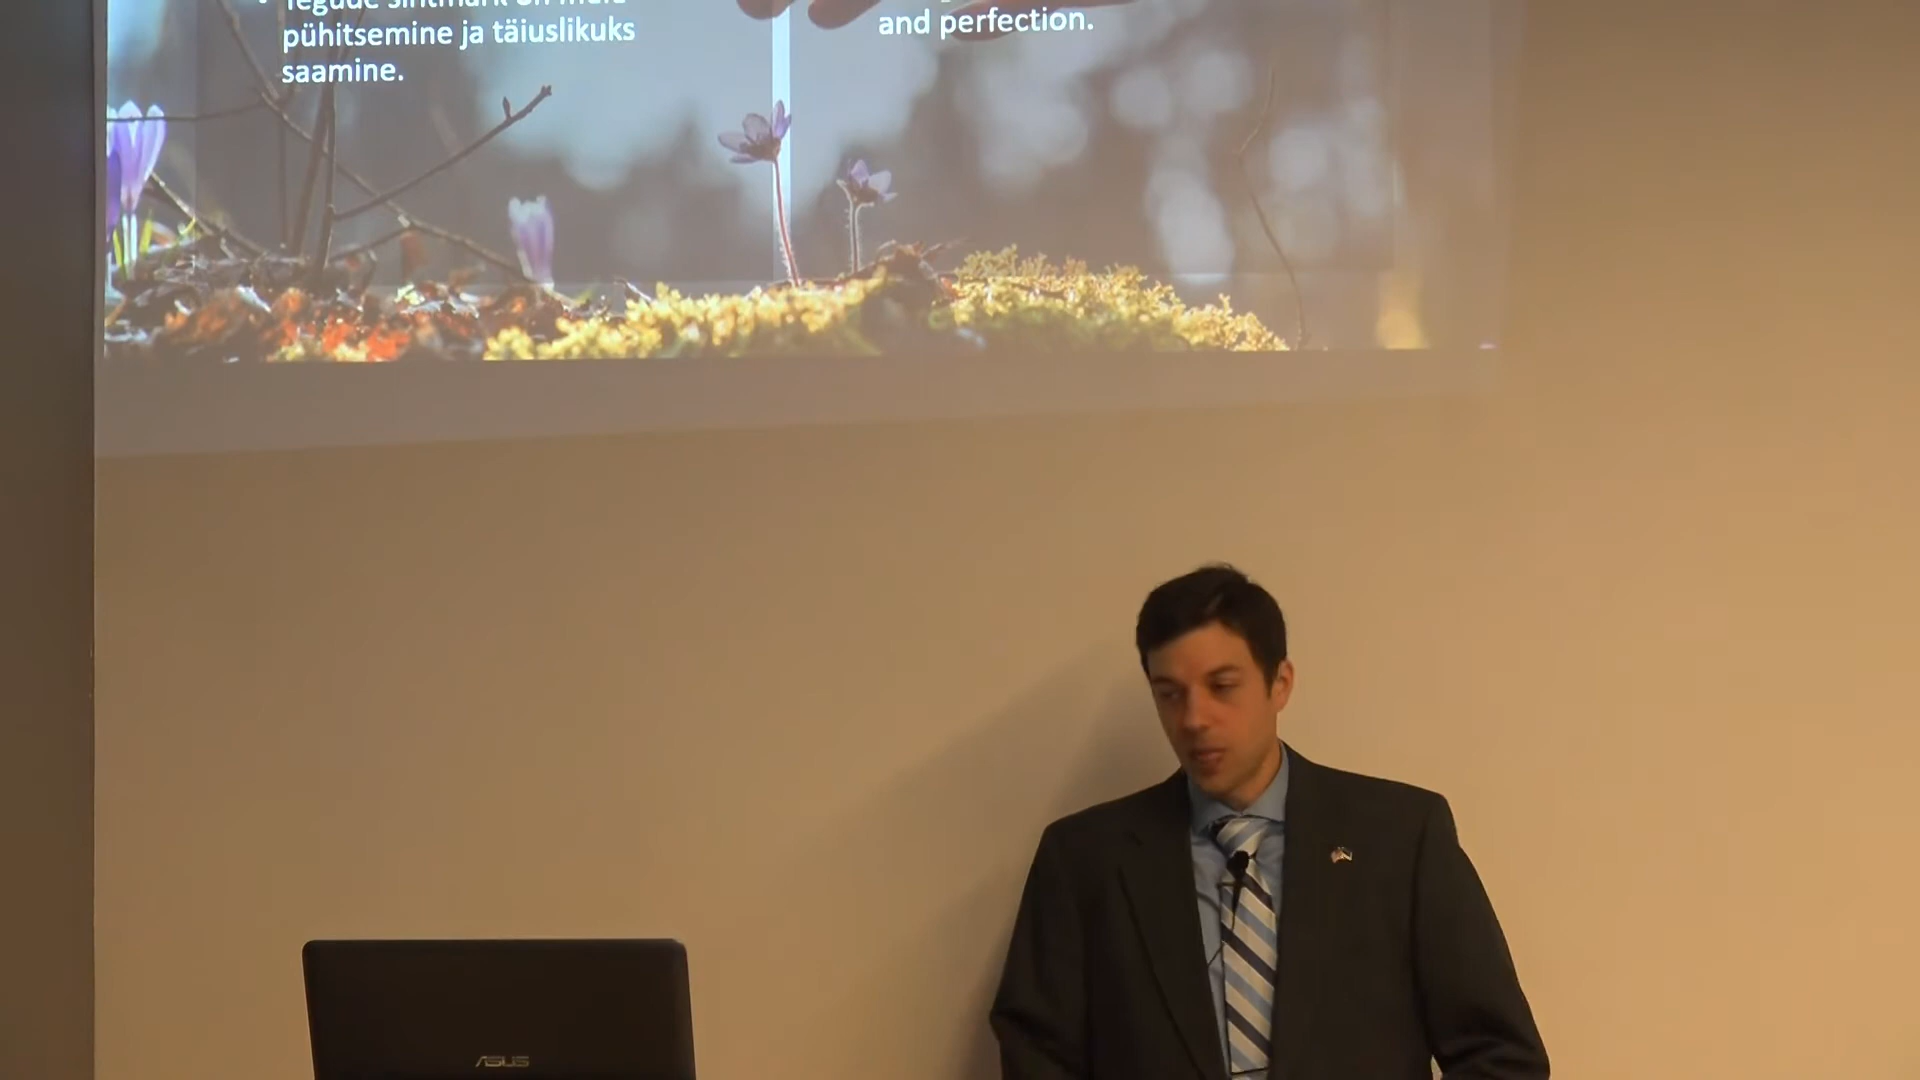 pühitsemine ja täiuslikuks
saamine.
and perfection.
ASUS